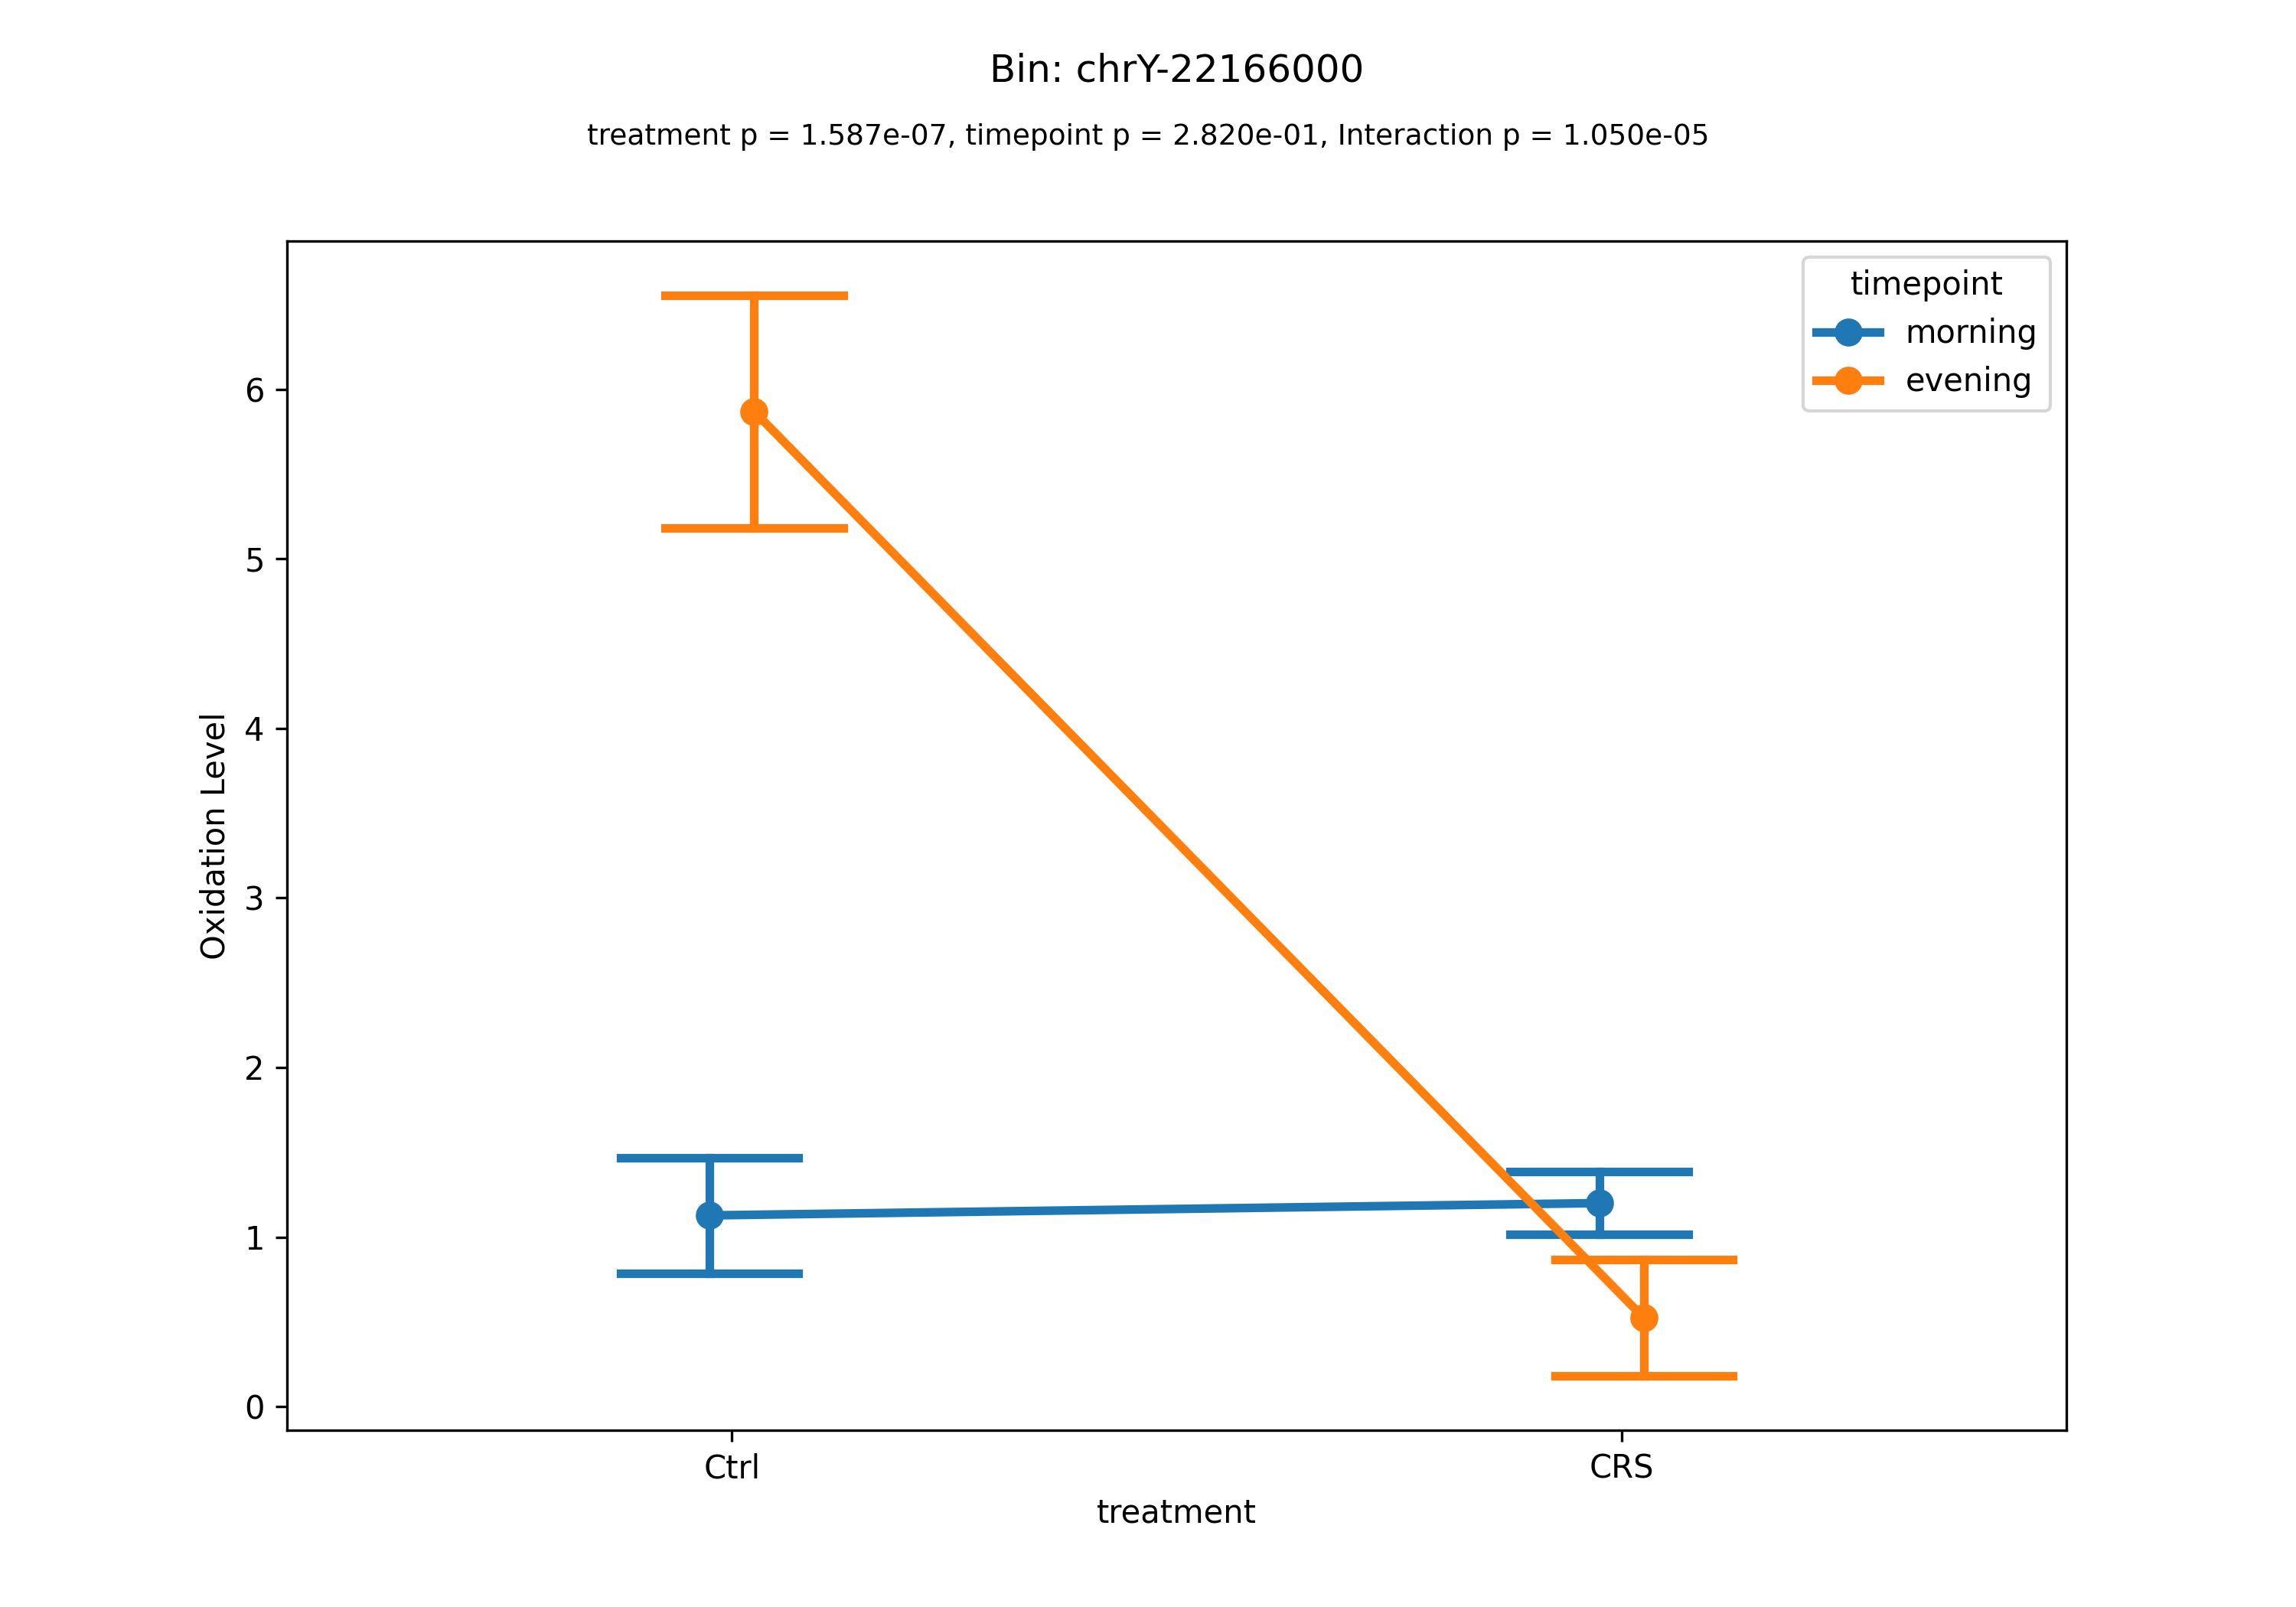 Bin: chrY-22166000
treatment p = 1.587e-07, timepoint p = 2.820e-01, Interaction p = 1.050e-05
timepoint
morning
evening
Oxidation Level
6
5
4
3
2
1
0
Ctrl
CRS
treatment